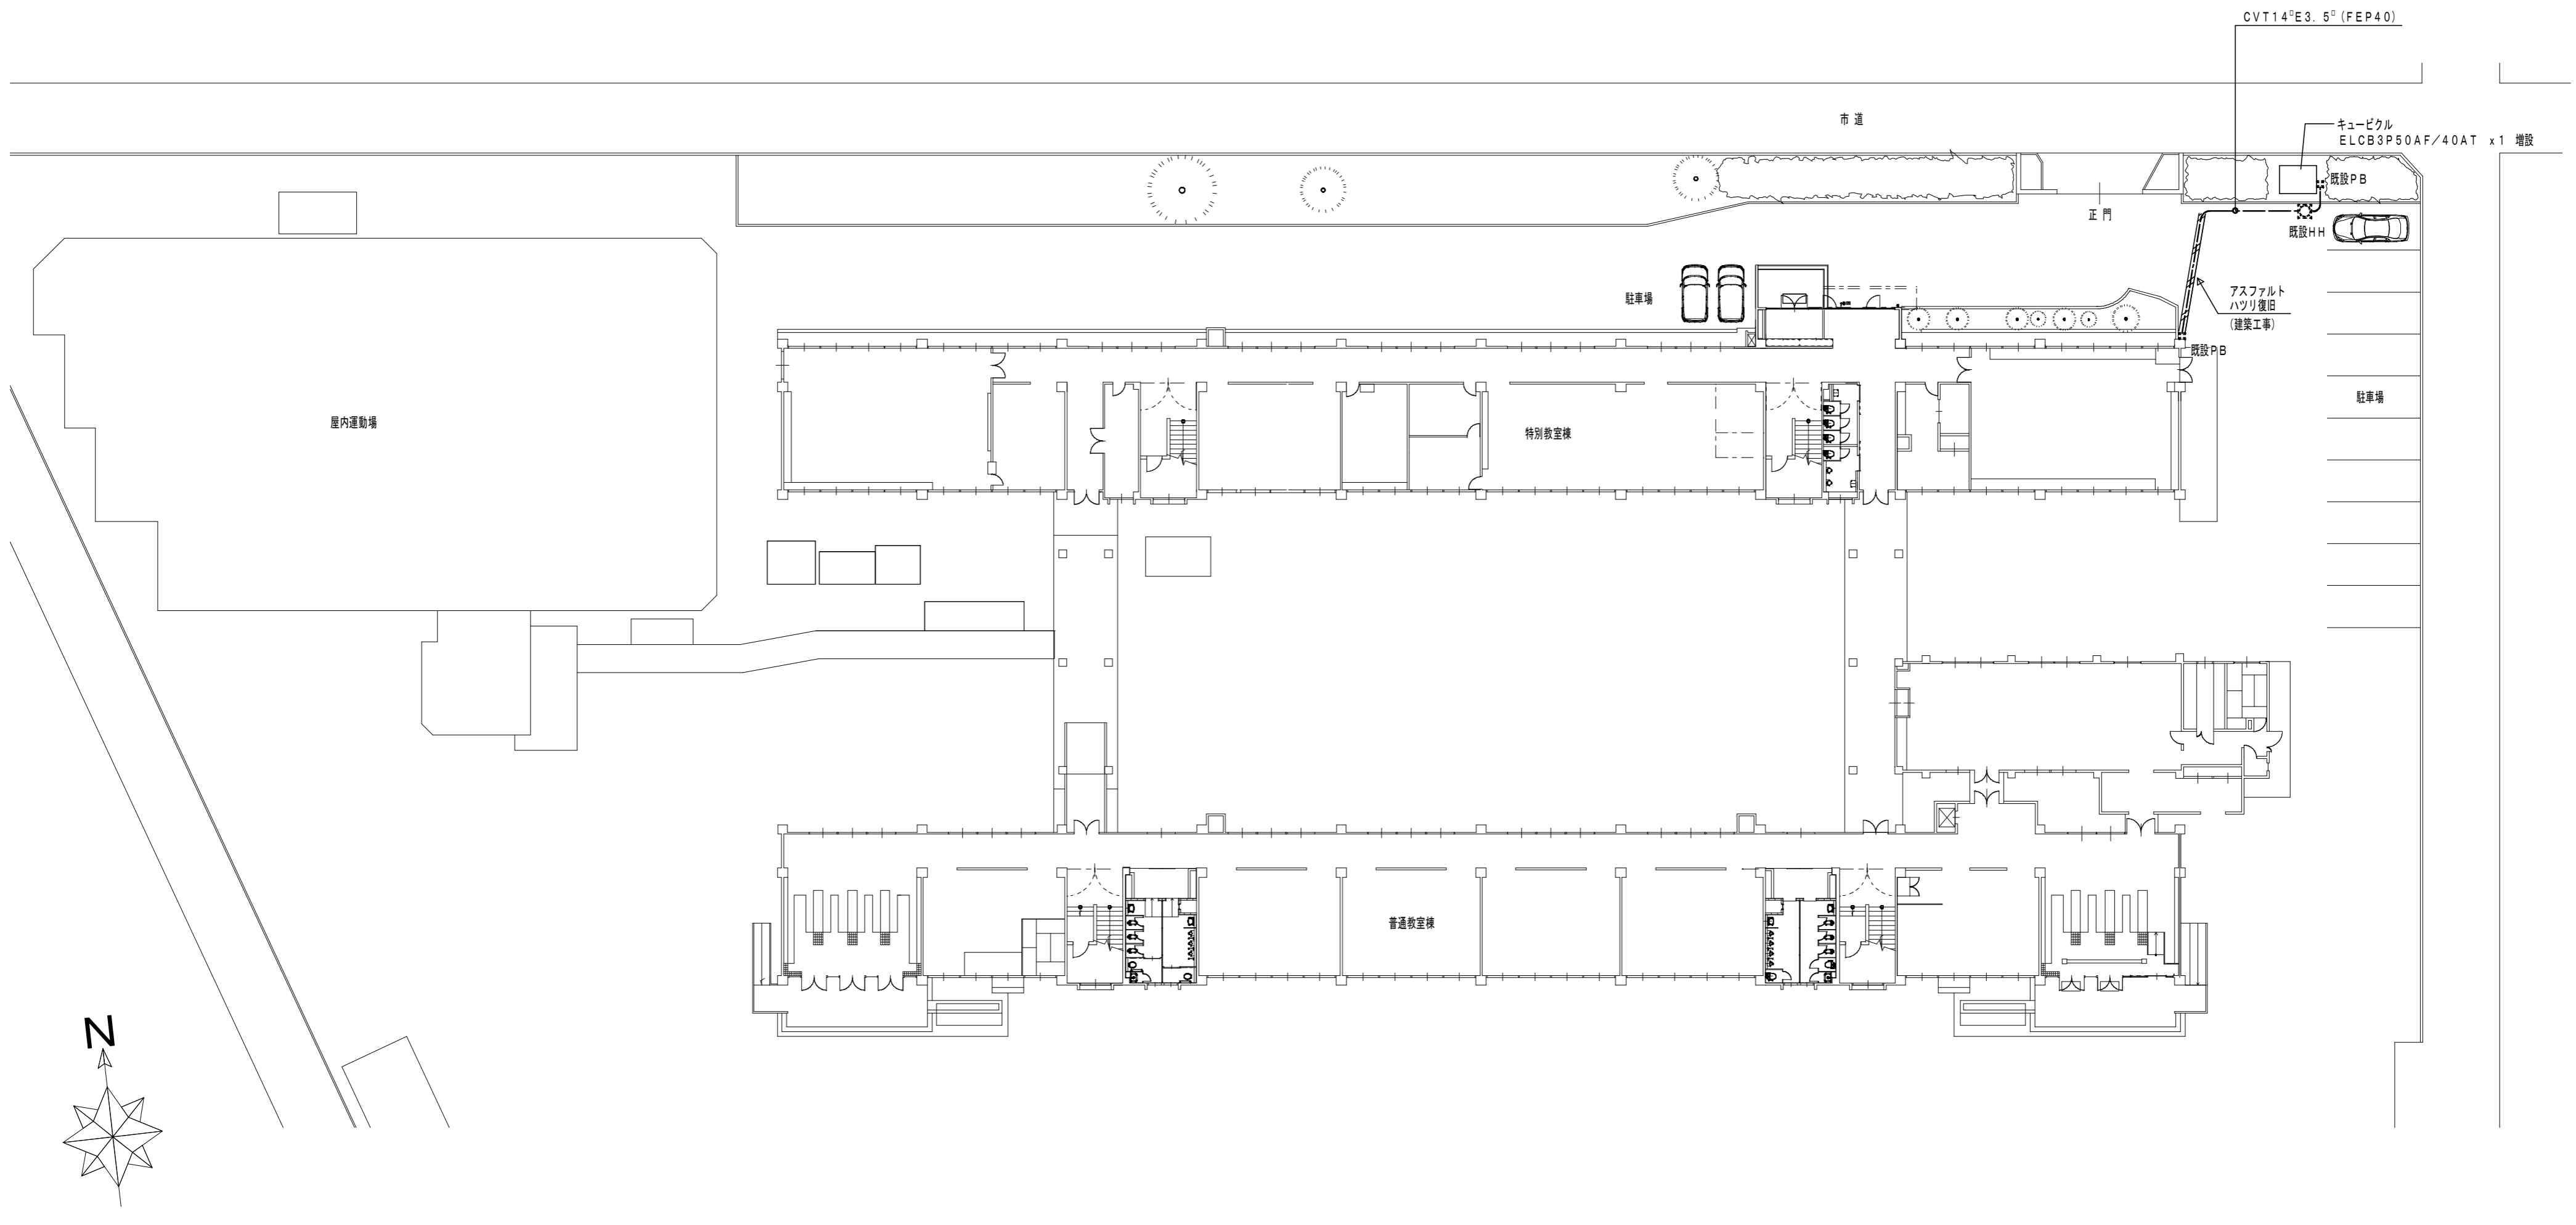 CVT14□E3.5□(FEP40)
市道
キュービクル
ELCB3P50AF/40AT x1 増設
既設PB
正門
既設HH
駐車場
アスファルト
ハツリ復旧
(建築工事)
既設PB
駐車場
屋内運動場
特別教室棟
普通教室棟
N